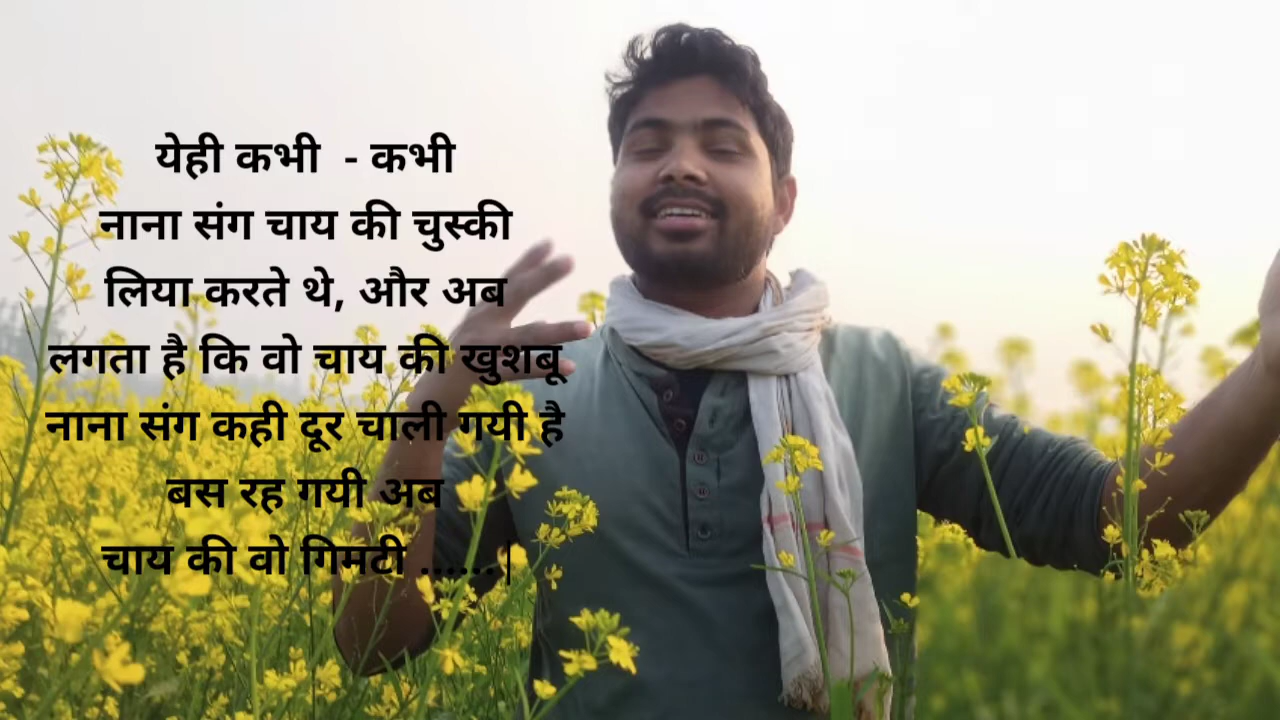 येही कभी - कभी
नाना संग चाय की चुस्की
लिया करते थे, और अब
लगता है कि वो चाय की खुशबू
नाना संग कही दूर चाली गयी है
बस रह गयी अब
चाय की वो गिमटी ......|